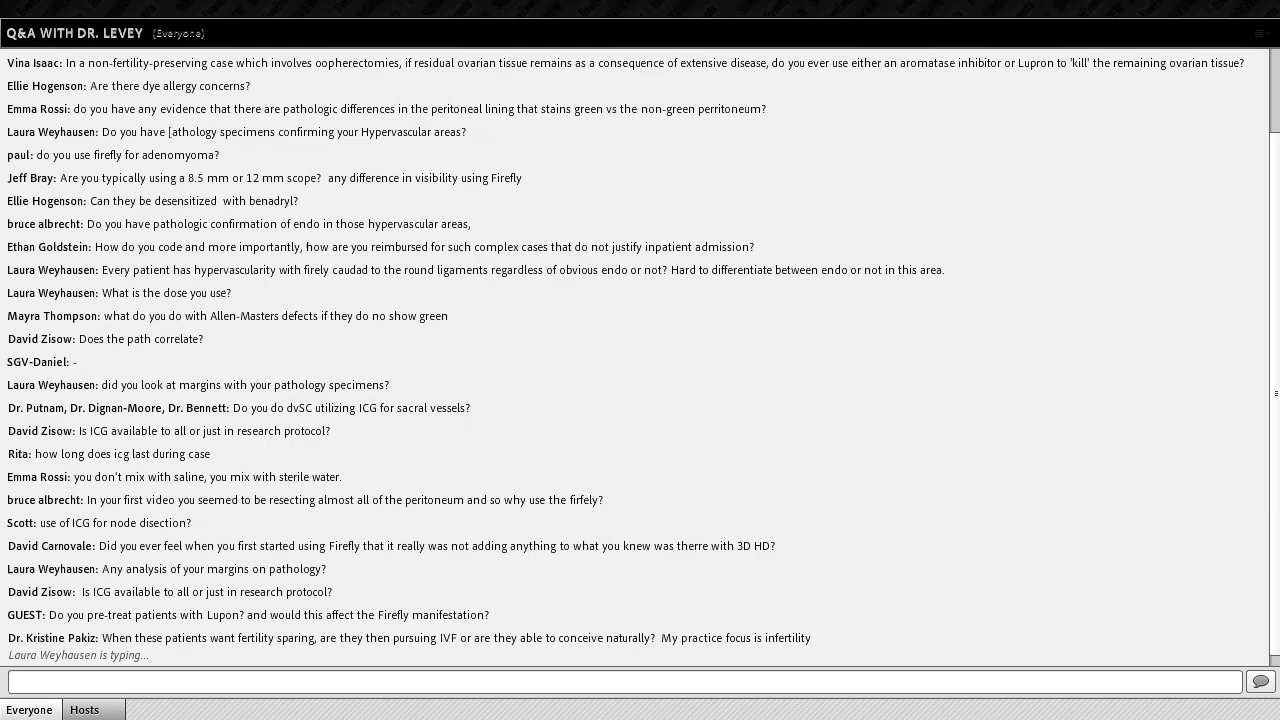 Q&A WITH DR. LEVEY (Everyone)
Vina Isaac: In a non-fertility-preserving case which involves oopherectomies, if residual ovarian tissue remains as a consequence of extensive disease, do you ever use either an aromatase inhibitor or Lupron to 'kill' the remaining ovarian tissue?
Ellie Hogenson: Are there dye allergy concerns?
Emma Rossi: do you have any evidence that there are pathologic differences in the peritoneal lining that stains green vs the non-green perritoneum?
Laura Weyhausen: Do you have [athology specimens confirming your Hypervascular areas?
paul: do you use firefly for adenomyoma?
Jeff Bray: Are you typically using a 8.5 mm or 12 mm scope?  any difference in visibility using Firefly
Ellie Hogenson: Can they be desensitized  with benadryl?
bruce albrecht: Do you have pathologic confirmation of endo in those hypervascular areas,
Ethan Goldstein: How do you code and more importantly, how are you reimbursed for such complex cases that do not justify inpatient admission?
Laura Weyhausen: Every patient has hypervascularity with firely caudad to the round ligaments regardless of obvious endo or not? Hard to differentiate between endo or not in this area.
Laura Weyhausen: What is the dose you use?
Mayra Thompson: what do you do with Allen-Masters defects if they do no show green
David Zisow: Does the path correlate?
SGV-Daniel: -
Laura Weyhausen: did you look at margins with your pathology specimens?
Dr. Putnam, Dr. Dignan-Moore, Dr. Bennett: Do you do dvSC utilizing ICG for sacral vessels?
David Zisow: Is ICG available to all or just in research protocol?
Rita: how long does icg last during case
Emma Rossi: you don't mix with saline, you mix with sterile water.
bruce albrecht: In your first video you seemed to be resecting almost all of the peritoneum and so why use the firfely?
Scott: use of ICG for node disection?
David Carnovale: Did you ever feel when you first started using Firefly that it really was not adding anything to what you knew was therre with 3D HD?
Laura Weyhausen: Any analysis of your margins on pathology?
David Zisow:  Is ICG available to all or just in research protocol?
GUEST: Do you pre-treat patients with Lupon? and would this affect the Firefly manifestation?
Dr. Kristine Pakiz: When these patients want fertility sparing, are they then pursuing IVF or are they able to conceive naturally?  My practice focus is infertility
Laura Weyhausen is typing...
Everyone Hosts